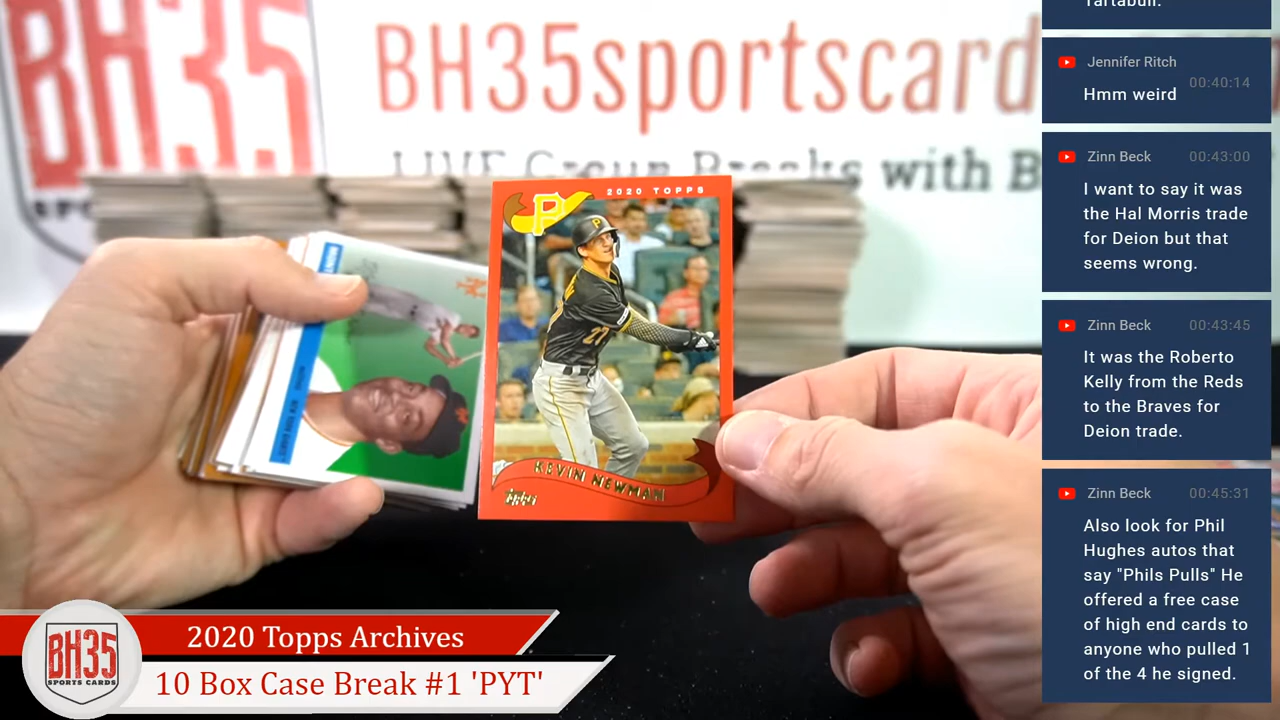 BH35
BH35sportscard
LIVE Group Breaks with B
2020 TOPPS
P
P
27
KEVIN NEWMAN
Topps
BH35
SPORTS CARDS
2020 Topps Archives
10 Box Case Break #1 'PYT'
Tartabull.
Jennifer Ritch
00:40:14
Hmm weird
Zinn Beck 00:43:00
I want to say it was
the Hal Morris trade
for Deion but that
seems wrong.
Zinn Beck 00:43:45
It was the Roberto
Kelly from the Reds
to the Braves for
Deion trade.
Zinn Beck 00:45:31
Also look for Phil
Hughes autos that
say "Phils Pulls" He
offered a free case
of high end cards to
anyone who pulled 1
of the 4 he signed.